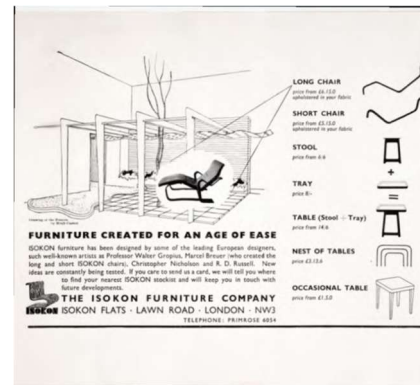 LONG CHAIR
price from £6.15.0
upholstered in your fabric
SHORT CHAIR
price from £5.15.0
upholstered in your fabric
STOOL
price from 6/6
+
TRAY
price 8/-
=
TABLE (Stool + Tray)
price from 14/6
NEST OF TABLES
price £3.13.6
OCCASIONAL TABLE
price from £1.5.0
FURNITURE CREATED FOR AN AGE OF EASE
ISOKON furniture has been designed by some of the leading European designers,
such well-known artists as Professor Walter Gropius, Marcel Breuer (who created the
long and short ISOKON chairs), Christopher Nicholson and R. D. Russell. New
ideas are constantly being tested. If you care to send us a card, we will tell you where
to find your nearest ISOKON stockist and will keep you in touch with
future developments.
THE ISOKON FURNITURE COMPANY
ISOKON
ISOKON FLATS · LAWN ROAD · LONDON · NW3
TELEPHONE: PRIMROSE 6054